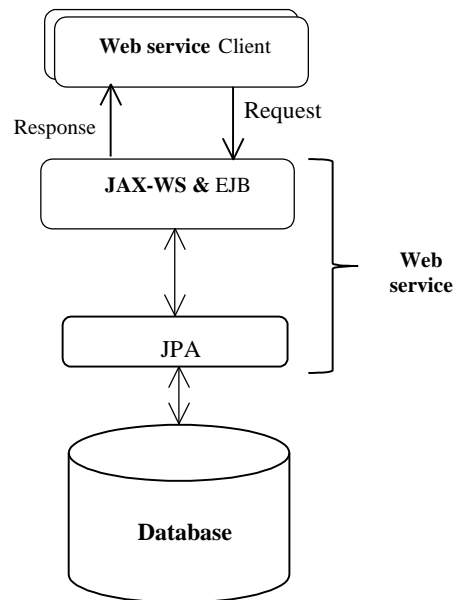 Web service Client
Request
Response
JAX-WS & EJB
Web
service
JPA
Database